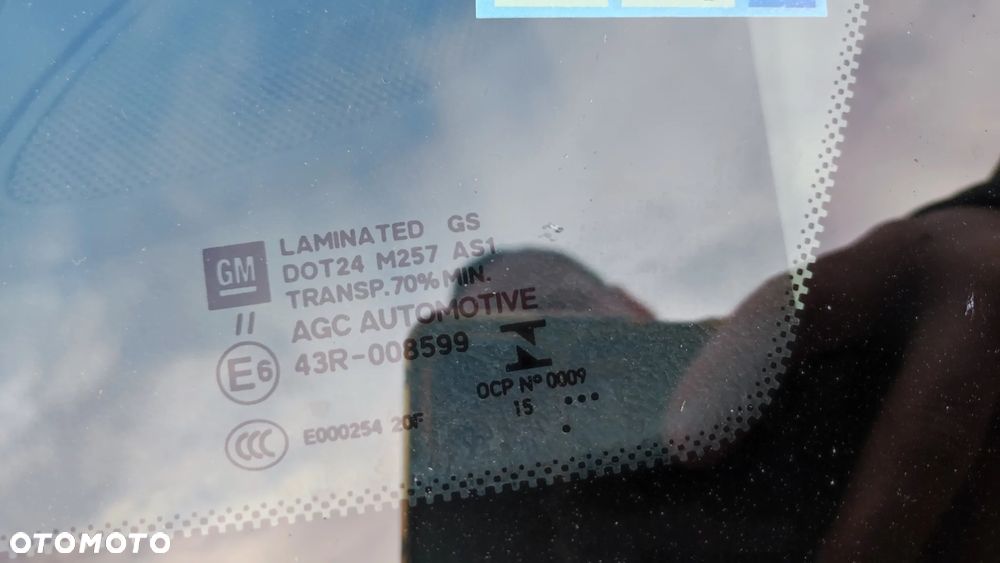 GM
LAMINATED GS
DOT24 M257 AS1
TRANSP.70% MIN.
II AGC AUTOMOTIVE
E6 43R-008599
OCP Nº 0009
15
CCC E000254 20F
OTOMOTO